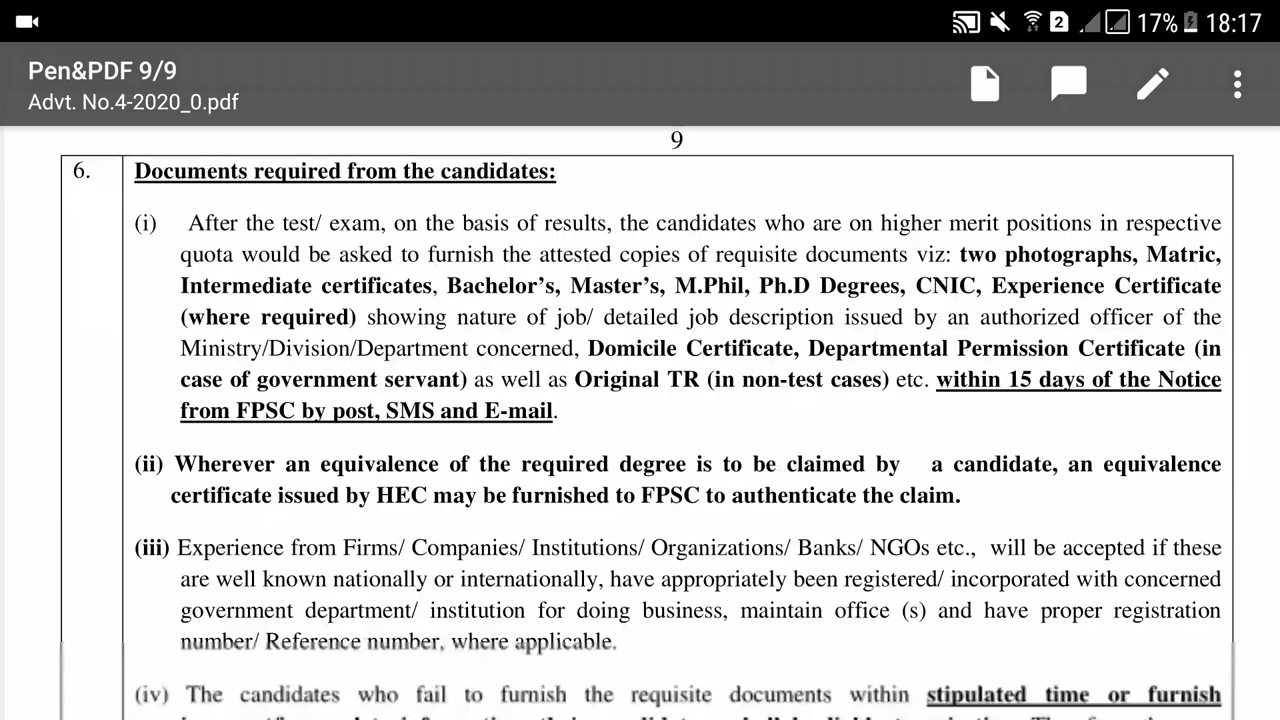 2 17% 18:17
Pen&PDF 9/9
Advt. No.4-2020_0.pdf
9
6. Documents required from the candidates:
(i) After the test/ exam, on the basis of results, the candidates who are on higher merit positions in respective
quota would be asked to furnish the attested copies of requisite documents viz: two photographs, Matric,
Intermediate certificates, Bachelor’s, Master’s, M.Phil, Ph.D Degrees, CNIC, Experience Certificate
(where required) showing nature of job/ detailed job description issued by an authorized officer of the
Ministry/Division/Department concerned, Domicile Certificate, Departmental Permission Certificate (in
case of government servant) as well as Original TR (in non-test cases) etc. within 15 days of the Notice
from FPSC by post, SMS and E-mail.
(ii) Wherever an equivalence of the required degree is to be claimed by a candidate, an equivalence
certificate issued by HEC may be furnished to FPSC to authenticate the claim.
(iii) Experience from Firms/ Companies/ Institutions/ Organizations/ Banks/ NGOs etc., will be accepted if these
are well known nationally or internationally, have appropriately been registered/ incorporated with concerned
government department/ institution for doing business, maintain office (s) and have proper registration
number/ Reference number, where applicable.
(iv) The candidates who fail to furnish the requisite documents within stipulated time or furnish